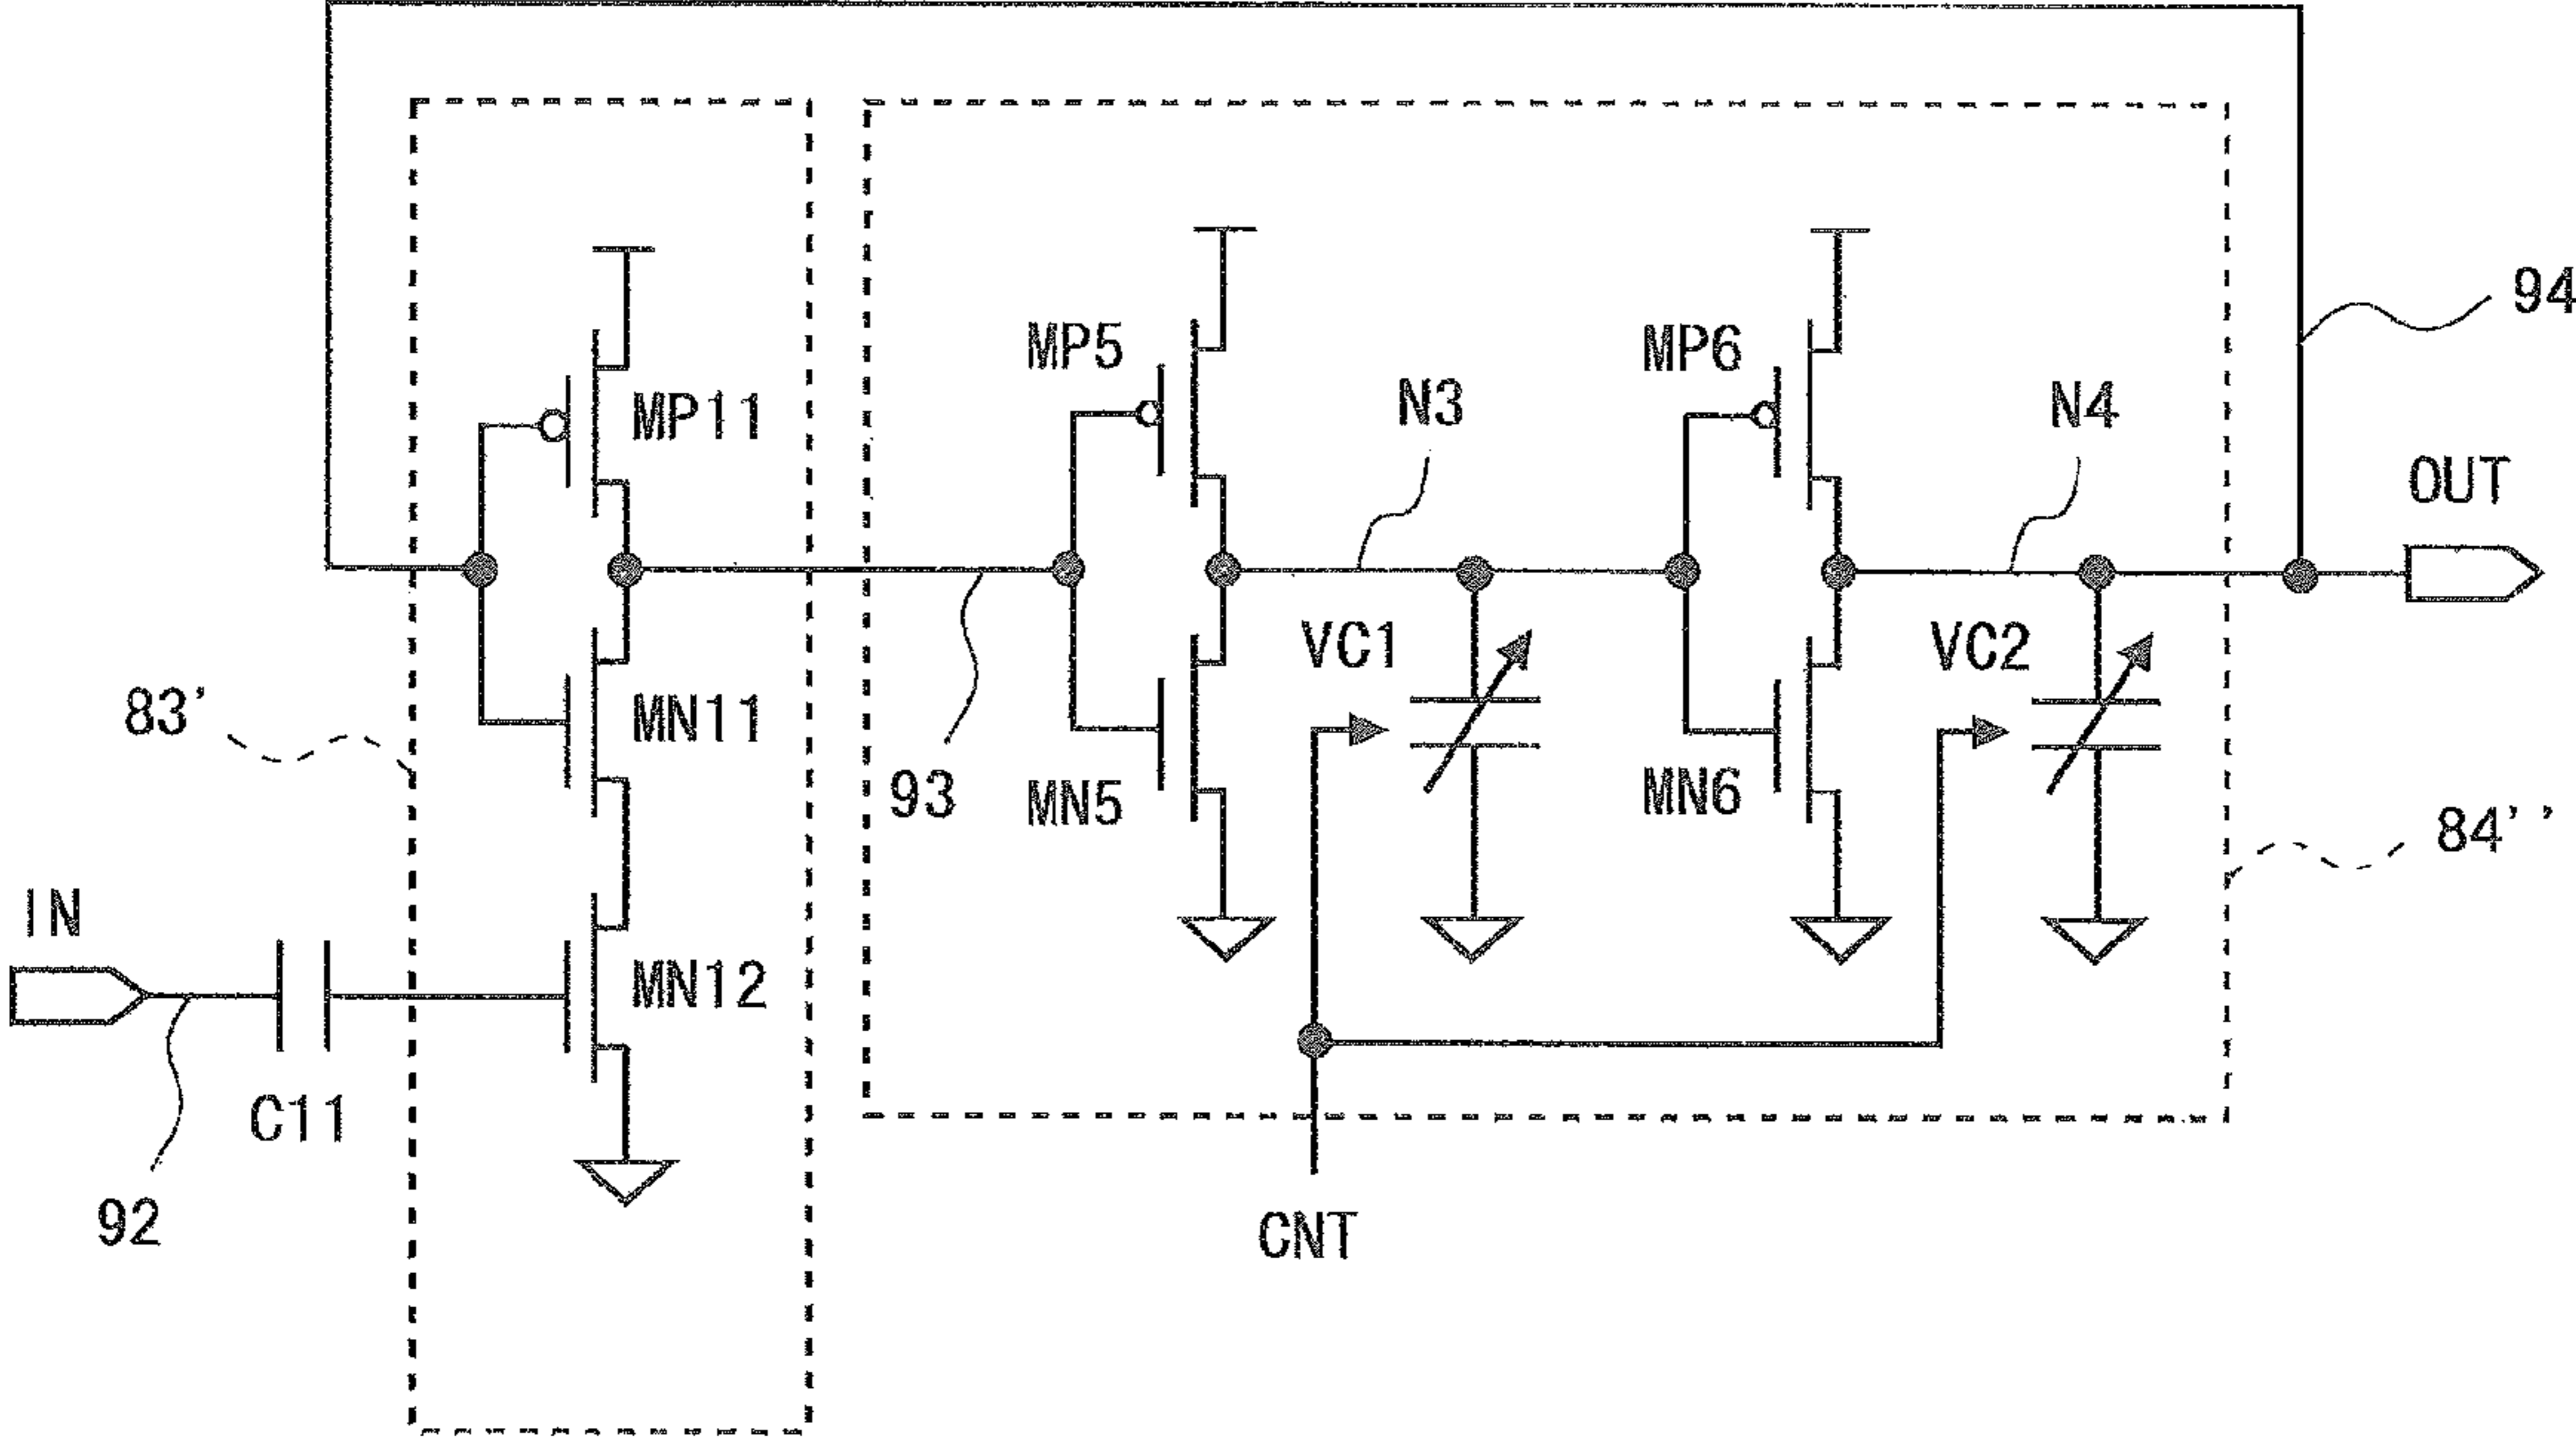 94
MP5
MP6
N3
N4
MP11
OUT
VC1
VC2
83'
MN11
93
MN5
MN6
84''
IN
MN12
C11
92
CNT